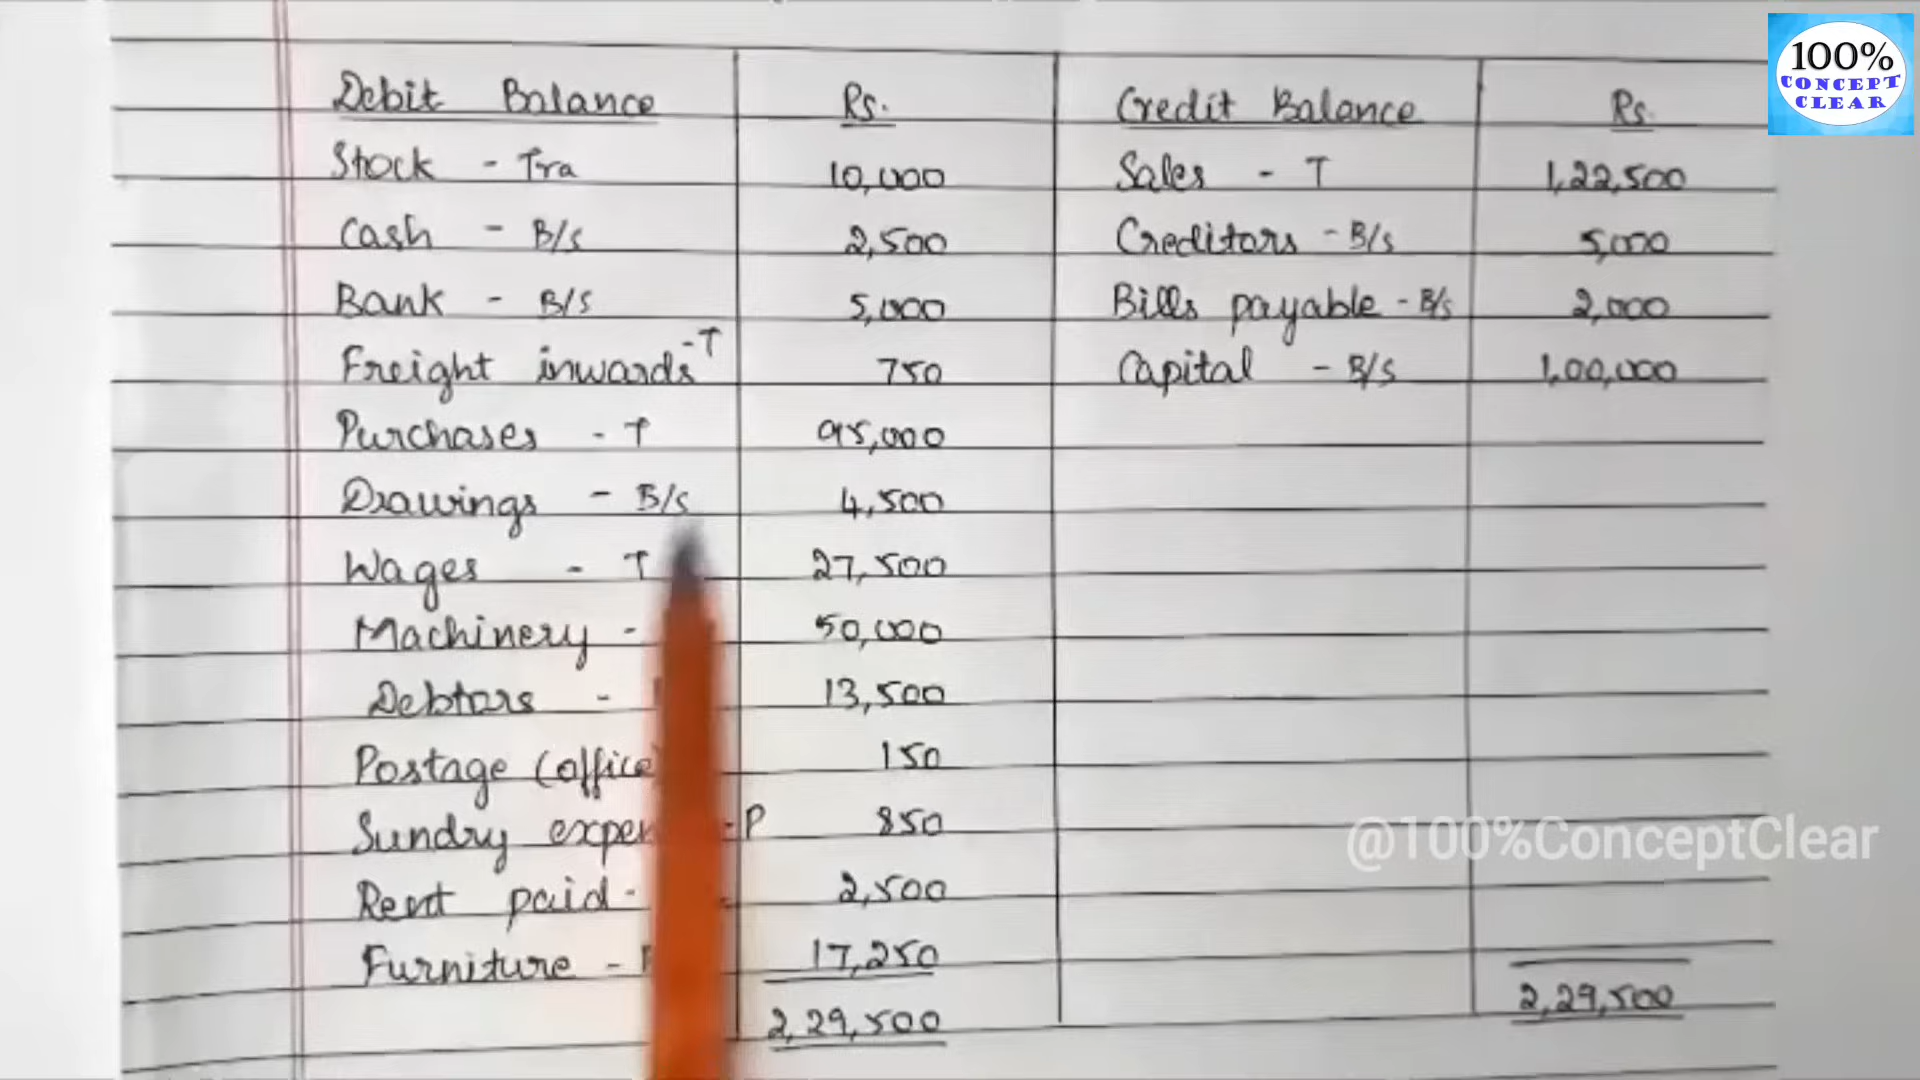 100%
CONCEPT
CLEAR
Debit Balance Rs. Credit Balance Rs.
Stock - Tra 10,000 Sales - T 1,22,500
Cash - B/S 2,500 Creditors - B/S 5,000
Bank - B/S 5,000 Bills payable - B/S 2,000
Freight inwards - T 750 Capital - B/S 1,00,000
Purchases - T 95,000
Drawings - B/S 4,500
Wages - T 27,500
Machinery - 50,000
Debtors - 13,500
Postage (office) 150
Sundry - P 850
Rent paid - 2,500
Furniture - 17,250
2,29,500 2,29,500
@100%ConceptClear